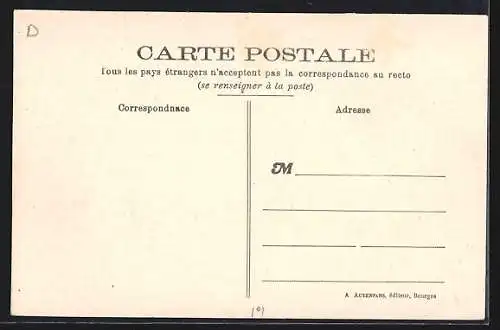 D
CARTE POSTALE
Tous les pays étrangers n'acceptent pas la correspondance au recto
(se renseigner à la poste)
Correspondnace
Adresse
M
A. AUXENFANS, éditeur, Bourges